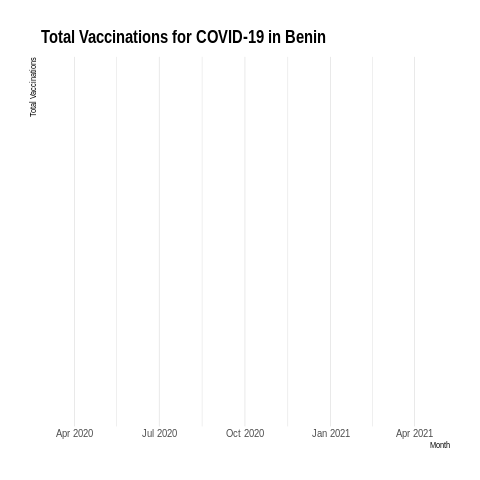 Total Vaccinations for COVID-19 in Benin
Total Vaccinations
Apr 2020 Jul 2020 Oct 2020 Jan 2021 Apr 2021
Month